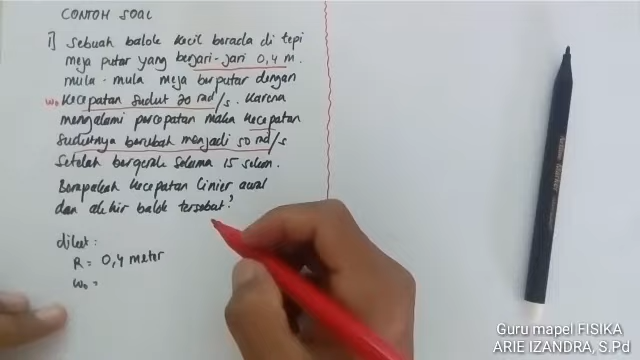 CONTOH SOAL
1] Sebuah balok kecil berada di tepi
meja putar yang berjari-jari 0,4 m.
mula-mula meja berputar dengan
ω₀ kecepatan sudut 20 rad/s. Karena
mengalami percepatan maka kecepatan
sudutnya berubah menjadi 50 rad/s
setelah bergerak selama 15 sekon.
Berapakah kecepatan linier awal
dan akhir balok tersebut?
diket:
R = 0,4 meter
ω₀ =
Guru mapel FISIKA
ARIE IZANDRA, S.Pd